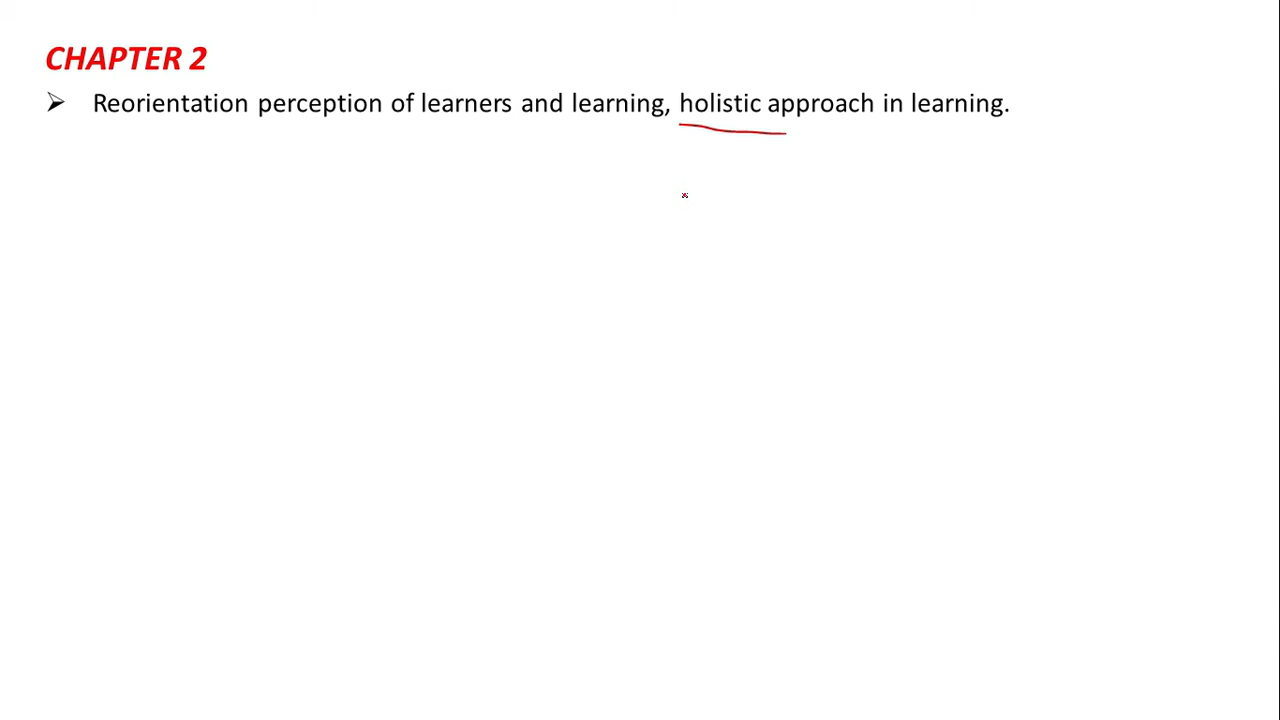 CHAPTER 2
➢ Reorientation perception of learners and learning, holistic approach in learning.